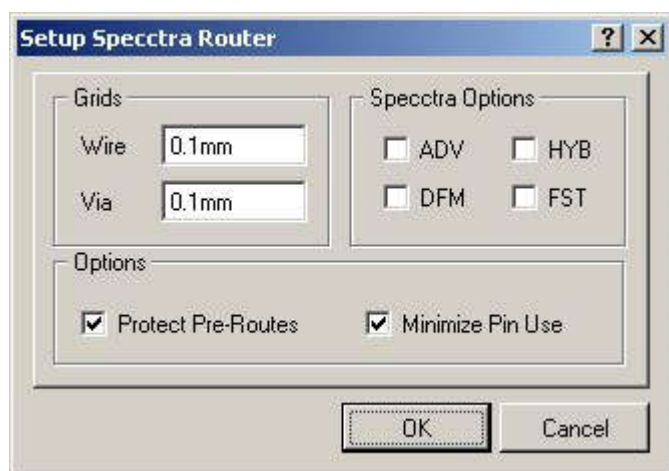 Setup Specctra Router
Grids
Wire 0.1mm
Via 0.1mm
Specctra Options
ADV HYB
DFM FST
Options
Protect Pre-Routes Minimize Pin Use
OK Cancel